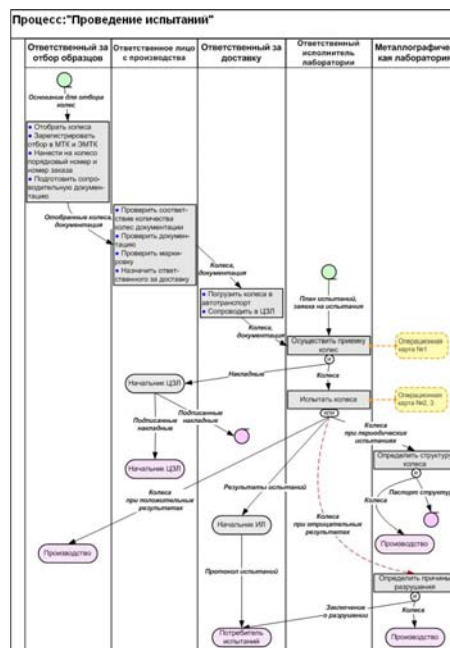 Процесс:"Проведение испытаний"
Ответственный за
отбор образцов
Ответственное лицо
с производства
Ответственный за
доставку
Ответственный
исполнитель
лаборатории
Металлографичес-
кая лаборатория
Основание для отбора
колес
Отобрать колеса
Зарегистрировать
отбор в МТК и ЭМТК
Нанести на колесо
порядковый номер и
номер заказа
Подготовить сопро-
водительную докумен-
тацию
Отобранные колеса,
документация
Проверить соответ-
ствие количества
колес документации
Проверить докумен-
тацию
Проверить марки-
ровку
Назначить ответ-
ственного за доставку
Колеса,
документация
Погрузить колеса в
автотранспорт
Сопроводить в ЦЗЛ
Колеса,
документация
План испытаний,
заявка на испытания
Осуществить приемку
колес
и
Операционная
карта №1
Накладные
Колеса
Начальник ЦЗЛ
Испытать колеса
или
Операционная
карта №2, 3
Подписанные
накладные
Подписанные
накладные
Начальник ЦЗЛ
Колеса
при периодических
испытаниях
Определить структуру
колеса
и
Колеса
Паспорт структуры
Производство
Колеса
при положительных
результатах
Результаты испытаний
Колеса
при отрицательных
результатах
Начальник ИЛ
Производство
Протокол испытаний
Определить причины
разрушения
и
Заключение
о разрушении
Колеса
Потребитель
испытаний
Производство